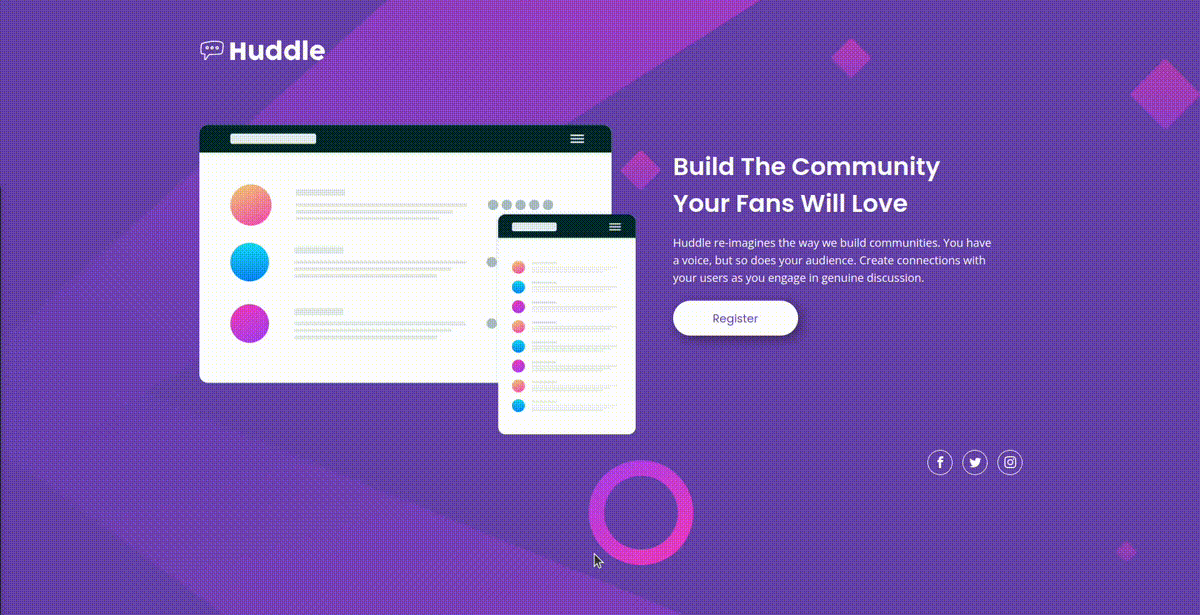 Huddle
Build The Community
Your Fans Will Love
Huddle re-imagines the way we build communities. You have
a voice, but so does your audience. Create connections with
your users as you engage in genuine discussion.
Register